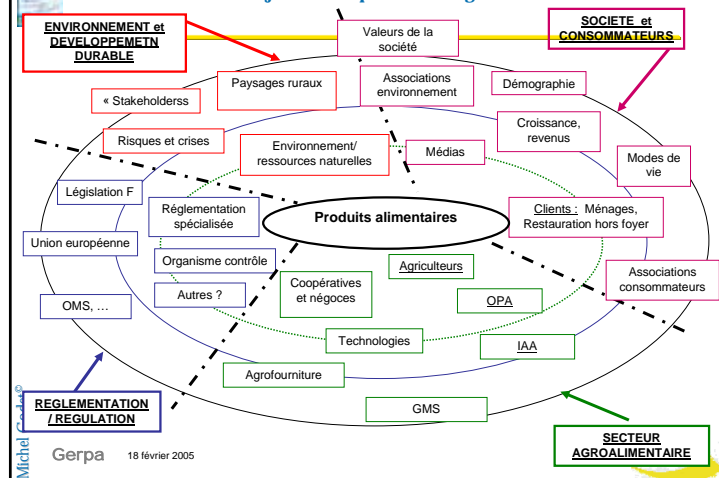 ENVIRONNEMENT et
DEVELOPPEMETN
DURABLE
Valeurs de la
société
SOCIETE et
CONSOMMATEURS
Paysages ruraux
Associations
environnement
Démographie
« Stakeholderss
Croissance,
revenus
Risques et crises
Environnement/
ressources naturelles
Médias
Modes de
vie
Législation F
Réglementation
spécialisée
Produits alimentaires
Clients : Ménages,
Restauration hors foyer
Union européenne
Organisme contrôle
Agriculteurs
Coopératives
et négoces
Associations
consommateurs
OMS, …
Autres ?
OPA
Technologies
IAA
Agrofourniture
REGLEMENTATION
/ REGULATION
GMS
SECTEUR
AGROALIMENTAIRE
Michel Godet©
Gerpa
18 février 2005